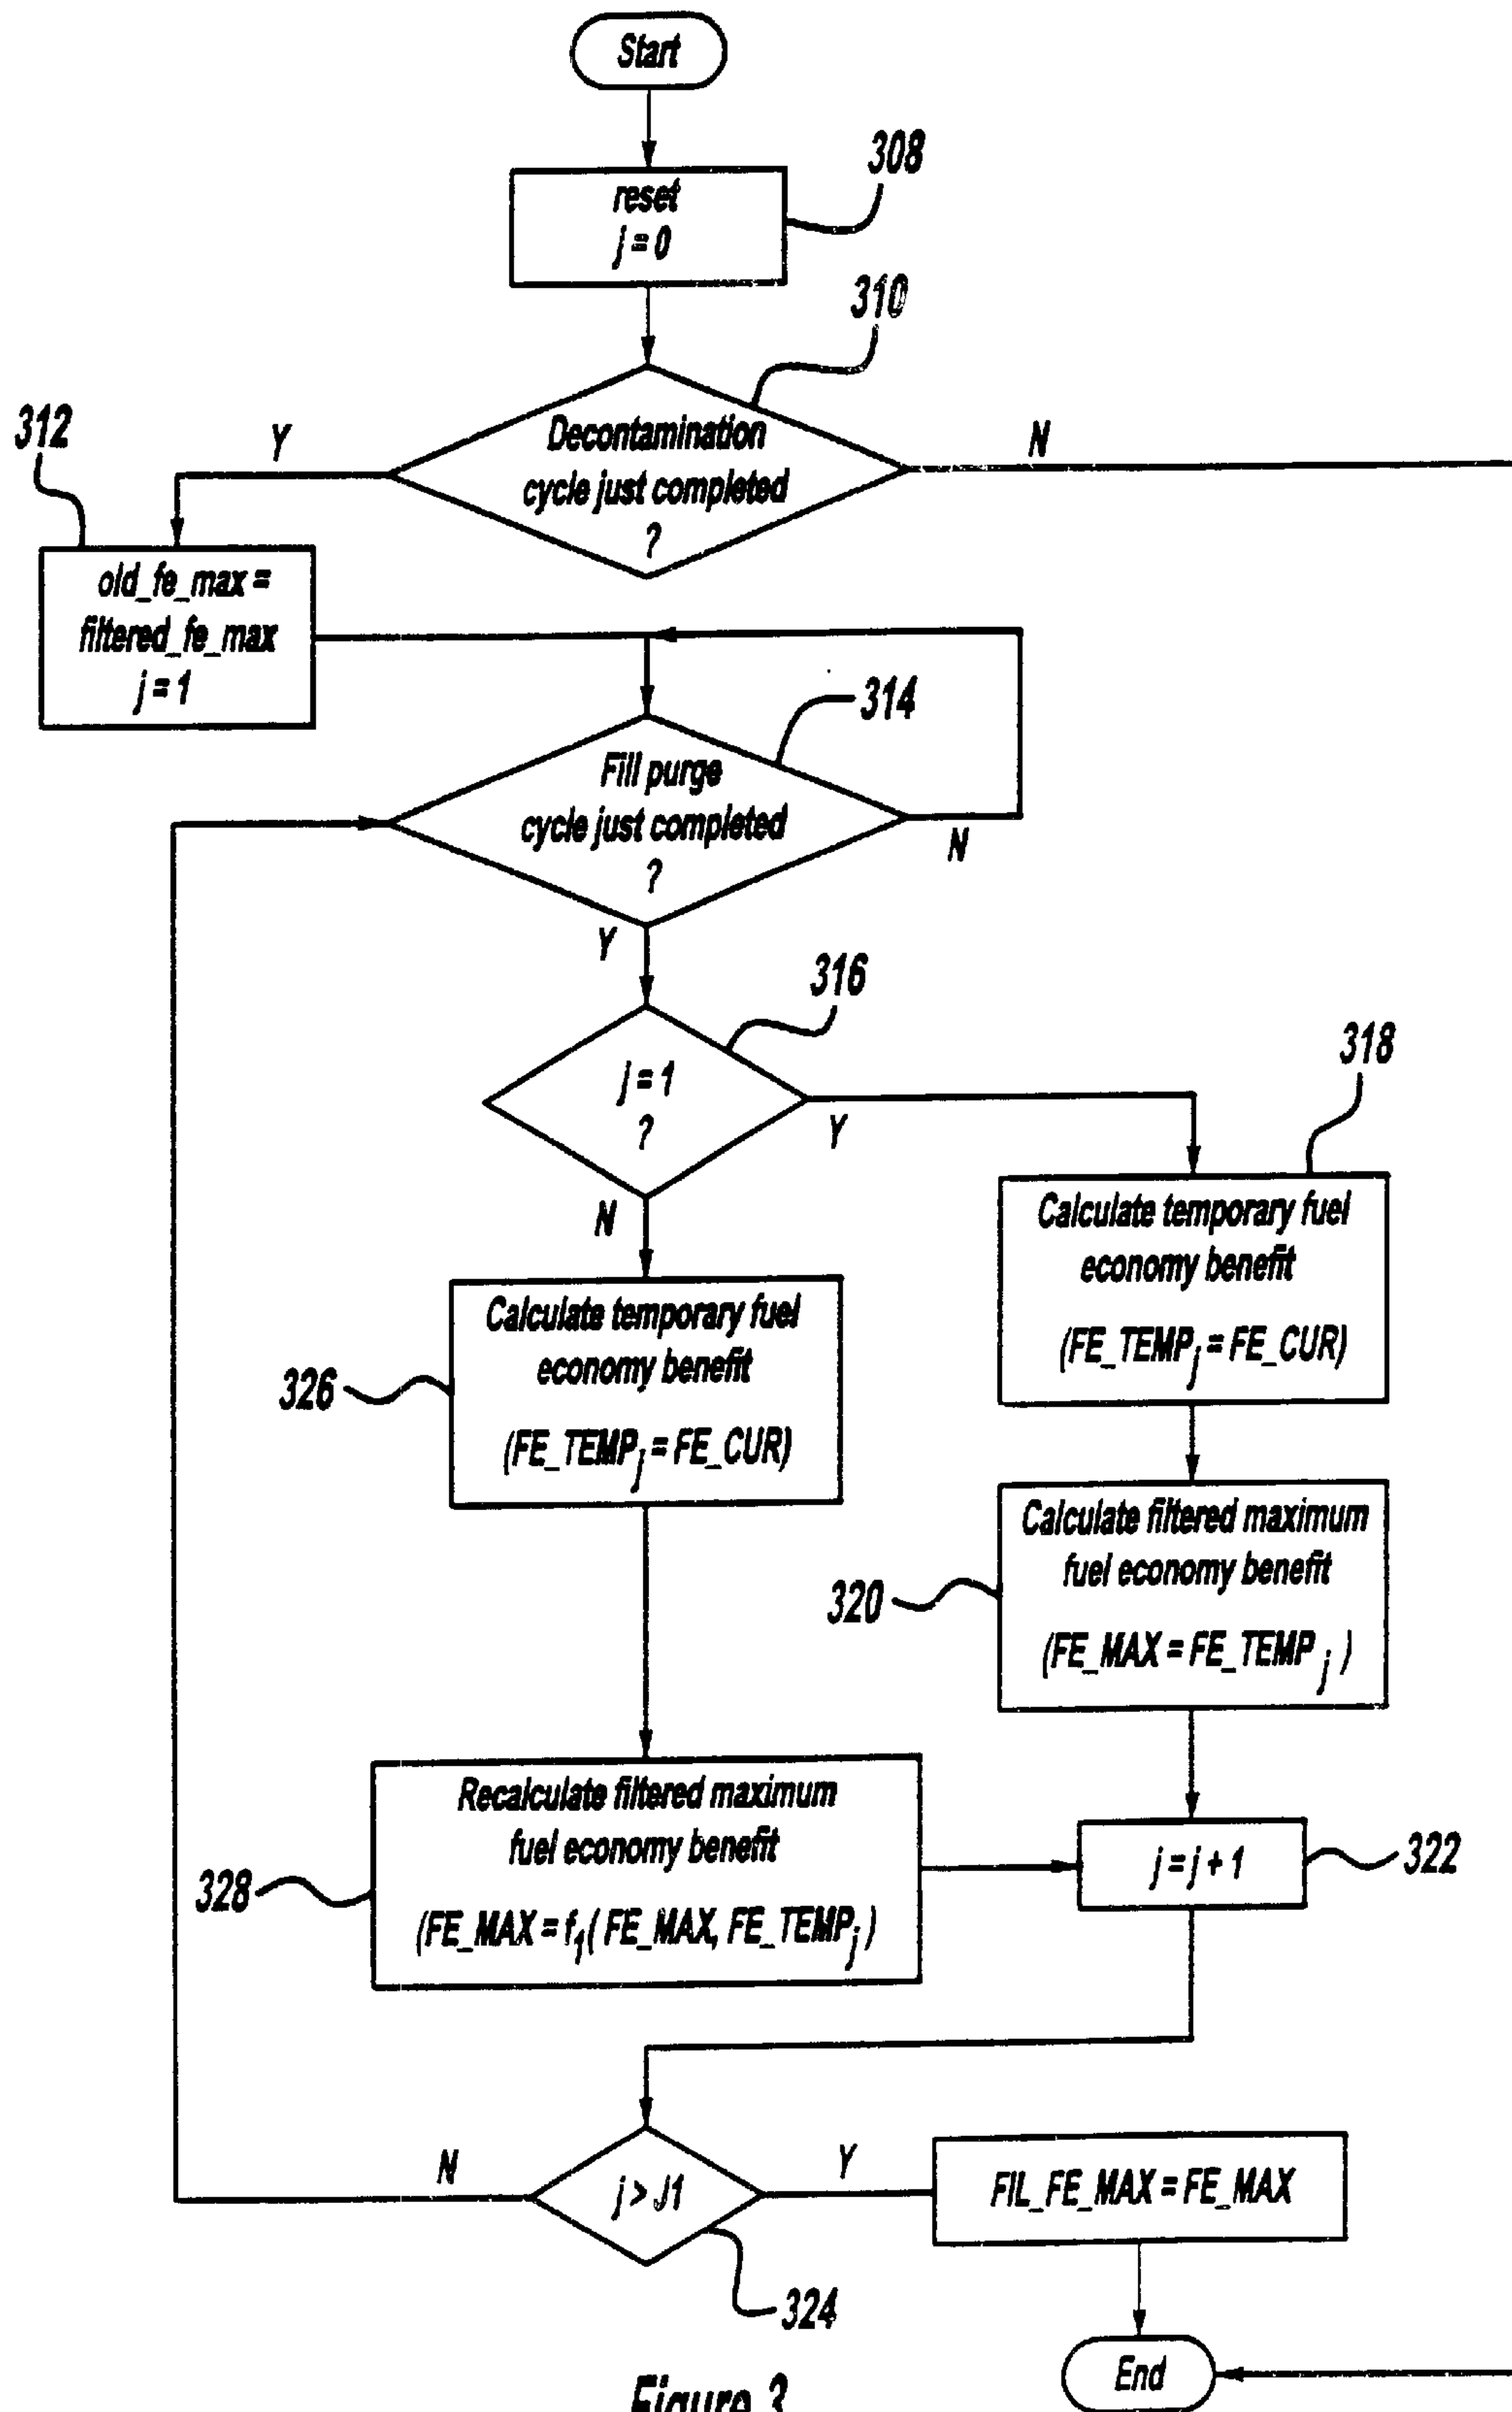 Start
308
reset
j = 0
310
Decontamination
cycle just completed
?
Y
N
312
old_fe_max =
filtered_fe_max
j = 1
314
Fill purge
cycle just completed
?
N
Y
316
j = 1
?
Y
N
318
Calculate temporary fuel
economy benefit
(FE_TEMPj = FE_CUR)
326
Calculate temporary fuel
economy benefit
(FE_TEMPj = FE_CUR)
320
Calculate filtered maximum
fuel economy benefit
(FE_MAX = FE_TEMPj)
328
Recalculate filtered maximum
fuel economy benefit
(FE_MAX = f1( FE_MAX, FE_TEMPj)
j = j + 1
322
N
j > J1
Y
FIL_FE_MAX = FE_MAX
324
End
Figure 3